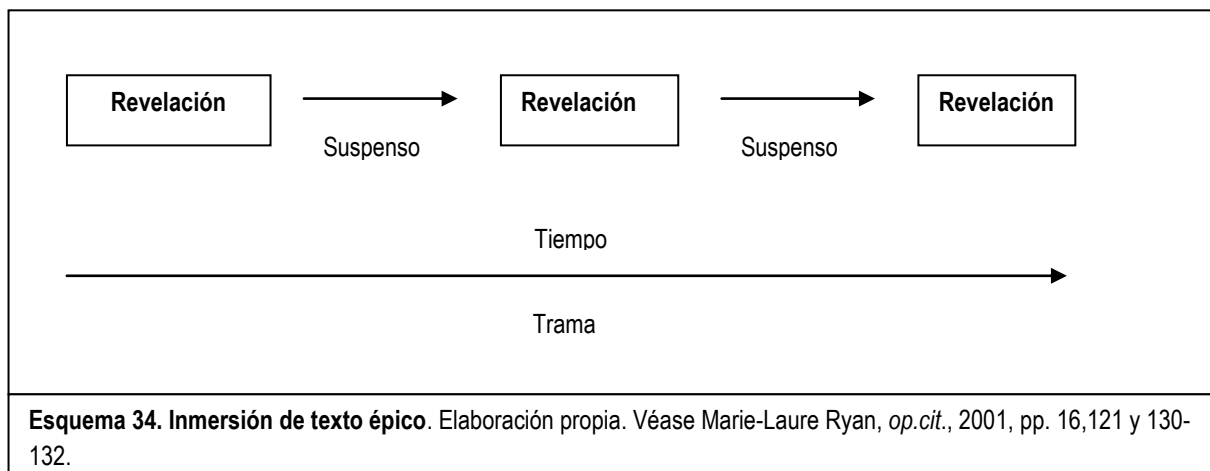 Revelación Revelación Revelación
Suspenso Suspenso
Tiempo
Trama
Esquema 34. Inmersión de texto épico. Elaboración propia. Véase Marie-Laure Ryan, op.cit., 2001, pp. 16,121 y 130-
132.